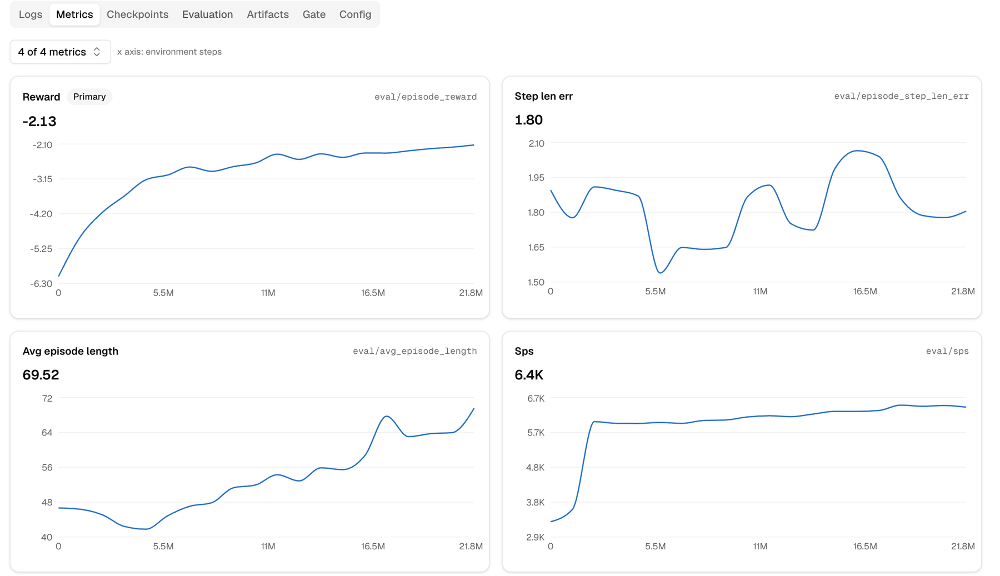 Logs Metrics Checkpoints Evaluation Artifacts Gate Config
4 of 4 metrics x axis: environment steps
Reward Primary eval/episode_reward
-2.13
-2.10
-3.15
-4.20
-5.25
-6.30
0 5.5M 11M 16.5M 21.8M
Step len err eval/episode_step_len_err
1.80
2.10
1.95
1.80
1.65
1.50
0 5.5M 11M 16.5M 21.8M
Avg episode length eval/avg_episode_length
69.52
72
64
56
48
40
0 5.5M 11M 16.5M 21.8M
Sps eval/sps
6.4K
6.7K
5.7K
4.8K
3.8K
2.9K
0 5.5M 11M 16.5M 21.8M